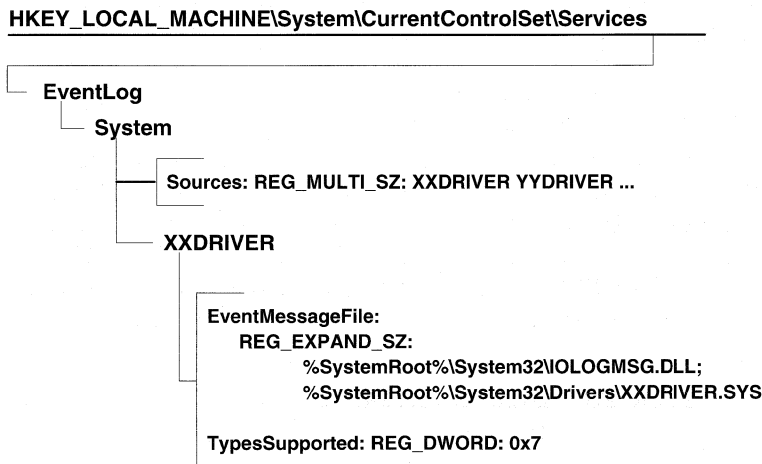 HKEY_LOCAL_MACHINE\System\CurrentControlSet\Services
EventLog
System
Sources: REG_MULTI_SZ: XXDRIVER YYDRIVER ...
XXDRIVER
EventMessageFile:
REG_EXPAND_SZ:
%SystemRoot%\System32\IOLOGMSG.DLL;
%SystemRoot%\System32\Drivers\XXDRIVER.SYS
TypesSupported: REG_DWORD: 0x7